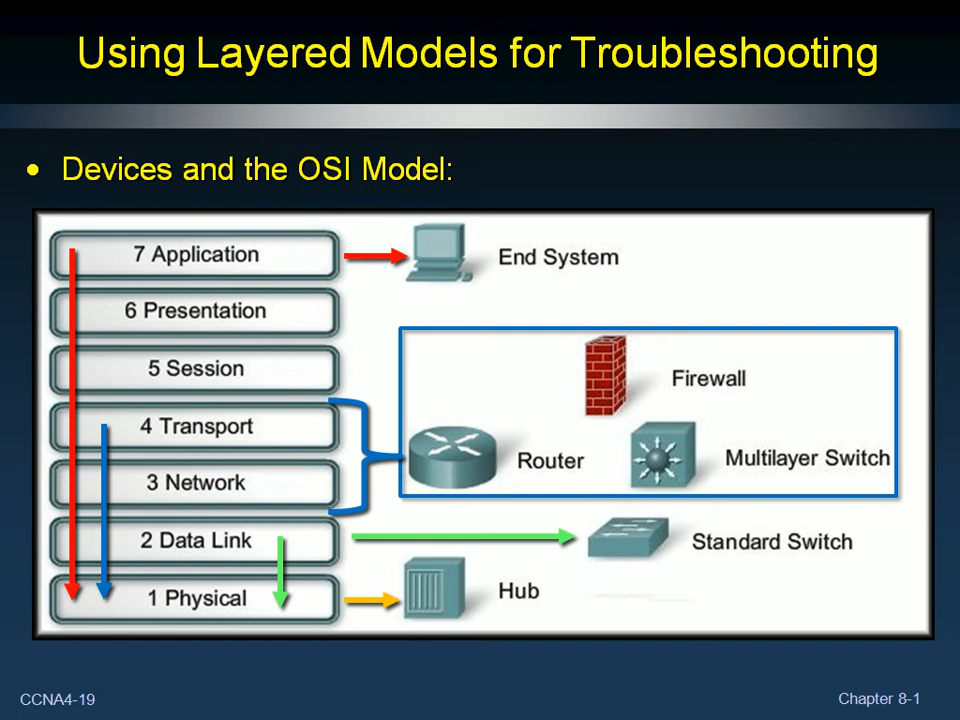 Using Layered Models for Troubleshooting
• Devices and the OSI Model:
7 Application
End System
6 Presentation
5 Session
Firewall
4 Transport
Router
Multilayer Switch
3 Network
2 Data Link
Standard Switch
1 Physical
Hub
CCNA4-19
Chapter 8-1